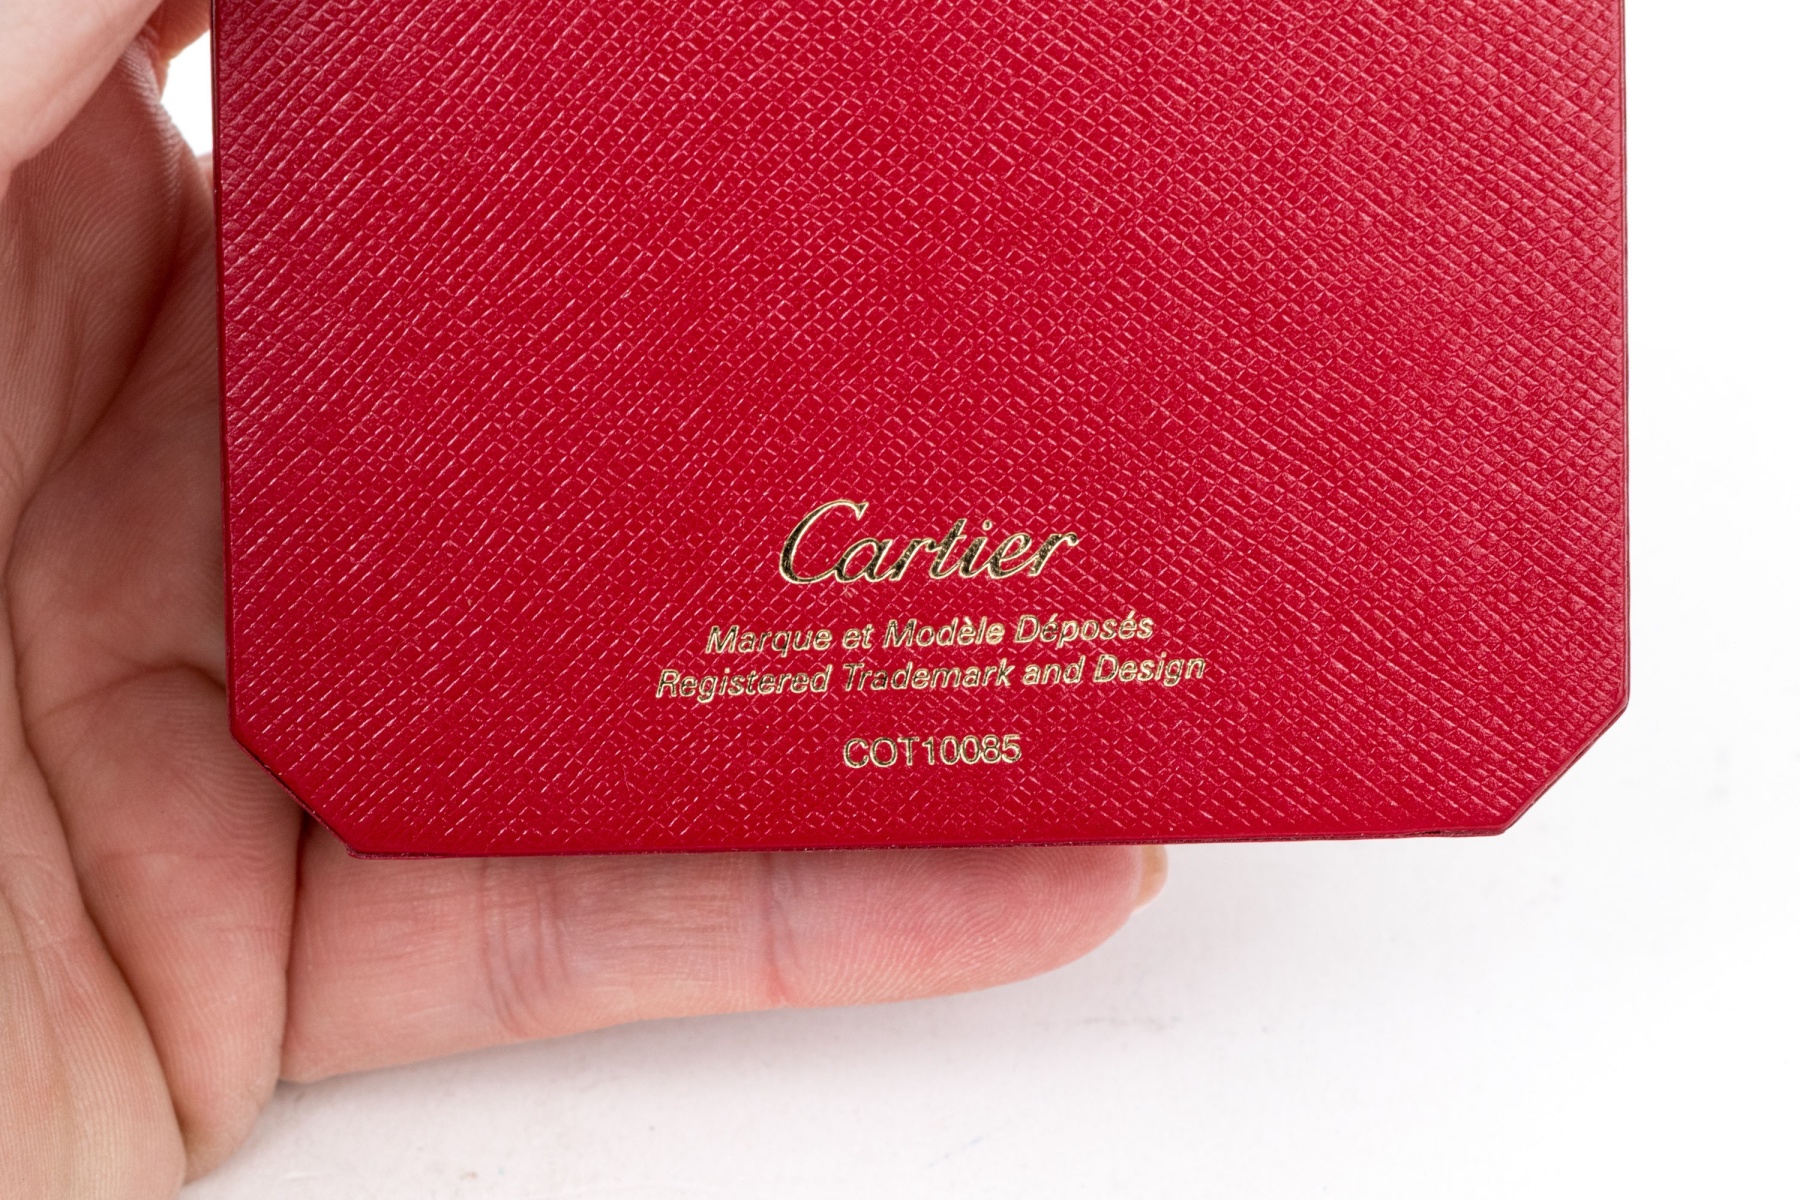 Cartier
Marque et Modèle Déposés
Registered Trademark and Design
COT10085